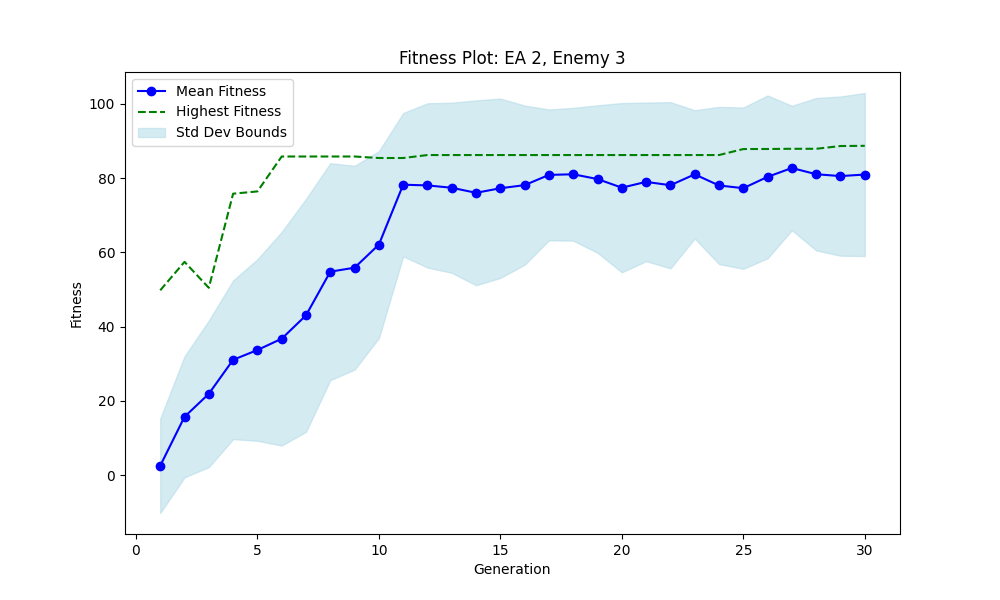 Fitness Plot: EA 2, Enemy 3
Mean Fitness
Highest Fitness
Std Dev Bounds
Fitness
100
80
60
40
20
0
0 5 10 15 20 25 30
Generation